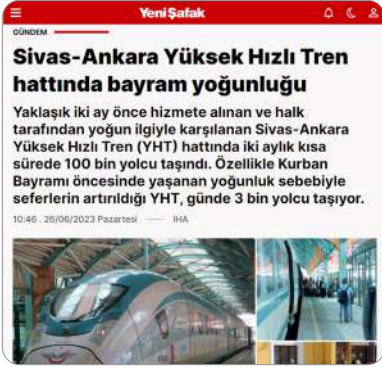 Yeni Şafak
GÜNDEM
Sivas-Ankara Yüksek Hızlı Tren
hattında bayram yoğunluğu
Yaklaşık iki ay önce hizmete alınan ve halk
tarafından yoğun ilgiyle karşılanan Sivas-Ankara
Yüksek Hızlı Tren (YHT) hattında iki aylık kısa
sürede 100 bin yolcu taşındı. Özellikle Kurban
Bayramı öncesinde yaşanan yoğunluk sebebiyle
seferlerin artırıldığı YHT, günde 3 bin yolcu taşıyor.
10:46 . 26/06/2023 Pazartesi — IHA